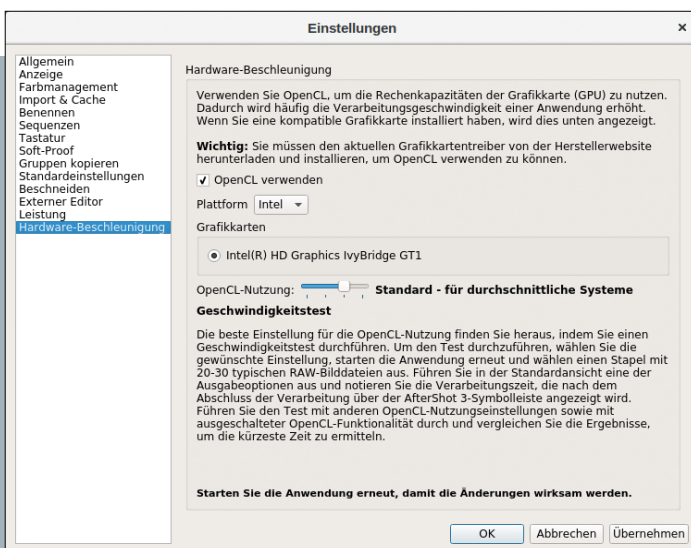 Einstellungen
×
Allgemein
Anzeige
Farbmanagement
Import & Cache
Benennen
Sequenzen
Tastatur
Soft-Proof
Gruppen kopieren
Standardeinstellungen
Beschneiden
Externer Editor
Leistung
Hardware-Beschleunigung
Hardware-Beschleunigung
Verwenden Sie OpenCL, um die Rechenkapazitäten der Grafikkarte (GPU) zu nutzen.
Dadurch wird häufig die Verarbeitungsgeschwindigkeit einer Anwendung erhöht.
Wenn Sie eine kompatible Grafikkarte installiert haben, wird dies unten angezeigt.
Wichtig: Sie müssen den aktuellen Grafikkartentreiber von der Herstellerwebsite
herunterladen und installieren, um OpenCL verwenden zu können.
OpenCL verwenden
Plattform Intel
Grafikkarten
Intel(R) HD Graphics IvyBridge GT1
OpenCL-Nutzung: Standard - für durchschnittliche Systeme
Geschwindigkeitstest
Die beste Einstellung für die OpenCL-Nutzung finden Sie heraus, indem Sie einen
Geschwindigkeitstest durchführen. Um den Test durchzuführen, wählen Sie die
gewünschte Einstellung, starten die Anwendung erneut und wählen einen Stapel mit
20-30 typischen RAW-Bilddateien aus. Führen Sie in der Standardansicht eine der
Ausgabeoptionen aus und notieren Sie die Verarbeitungszeit, die nach dem
Abschluss der Verarbeitung über der AfterShot 3-Symbolleiste angezeigt wird.
Führen Sie den Test mit anderen OpenCL-Nutzungseinstellungen sowie mit
ausgeschalteter OpenCL-Funktionalität durch und vergleichen Sie die Ergebnisse,
um die kürzeste Zeit zu ermitteln.
Starten Sie die Anwendung erneut, damit die Änderungen wirksam werden.
OK Abbrechen Übernehmen